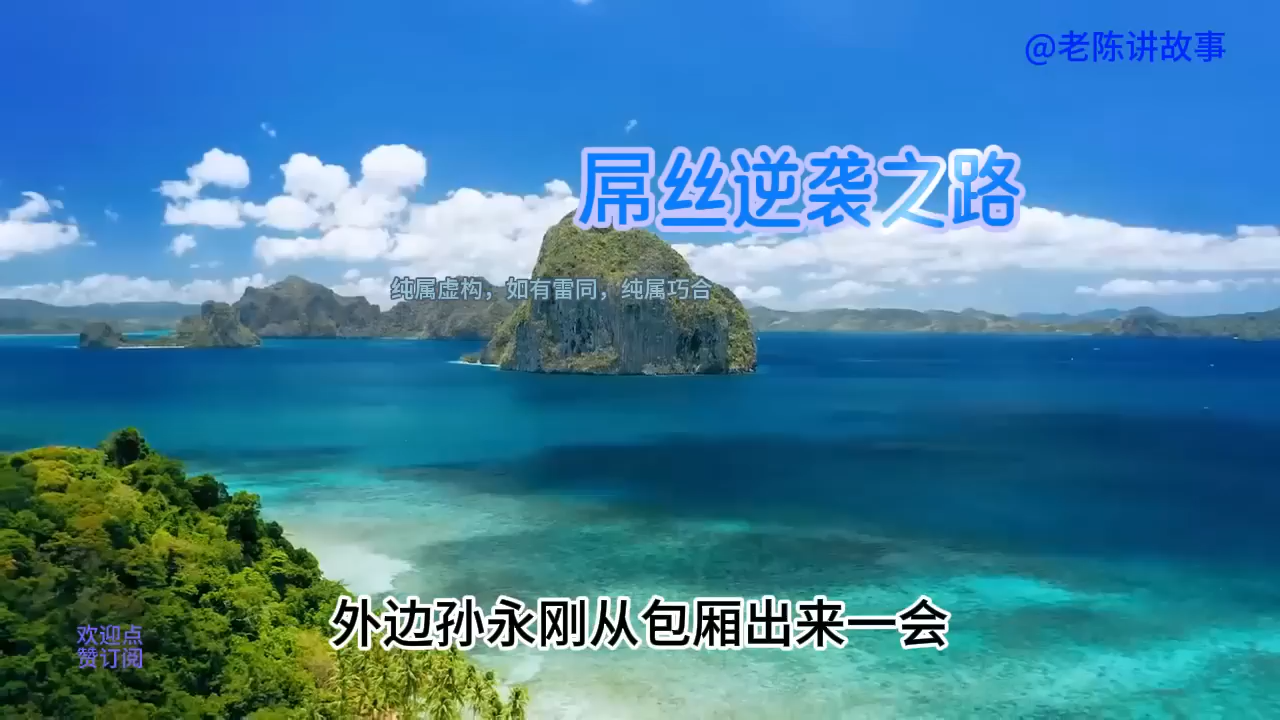 @老陈讲故事
屌丝逆袭之路
纯属虚构，如有雷同，纯属巧合
外边孙永刚从包厢出来一会
欢迎点
赞订阅